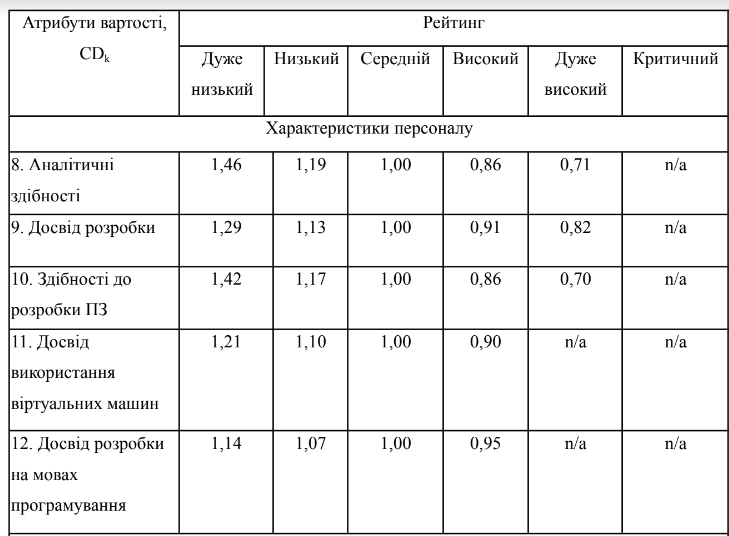 Атрибути вартості,
CDk
Рейтинг
Дуже
низький
Низький
Середній
Високий
Дуже
високий
Критичний
Характеристики персоналу
8. Аналітичні
здібності
1,46
1,19
1,00
0,86
0,71
n/a
9. Досвід розробки
1,29
1,13
1,00
0,91
0,82
n/a
10. Здібності до
розробки ПЗ
1,42
1,17
1,00
0,86
0,70
n/a
11. Досвід
використання
віртуальних машин
1,21
1,10
1,00
0,90
n/a
n/a
12. Досвід розробки
на мовах
програмування
1,14
1,07
1,00
0,95
n/a
n/a